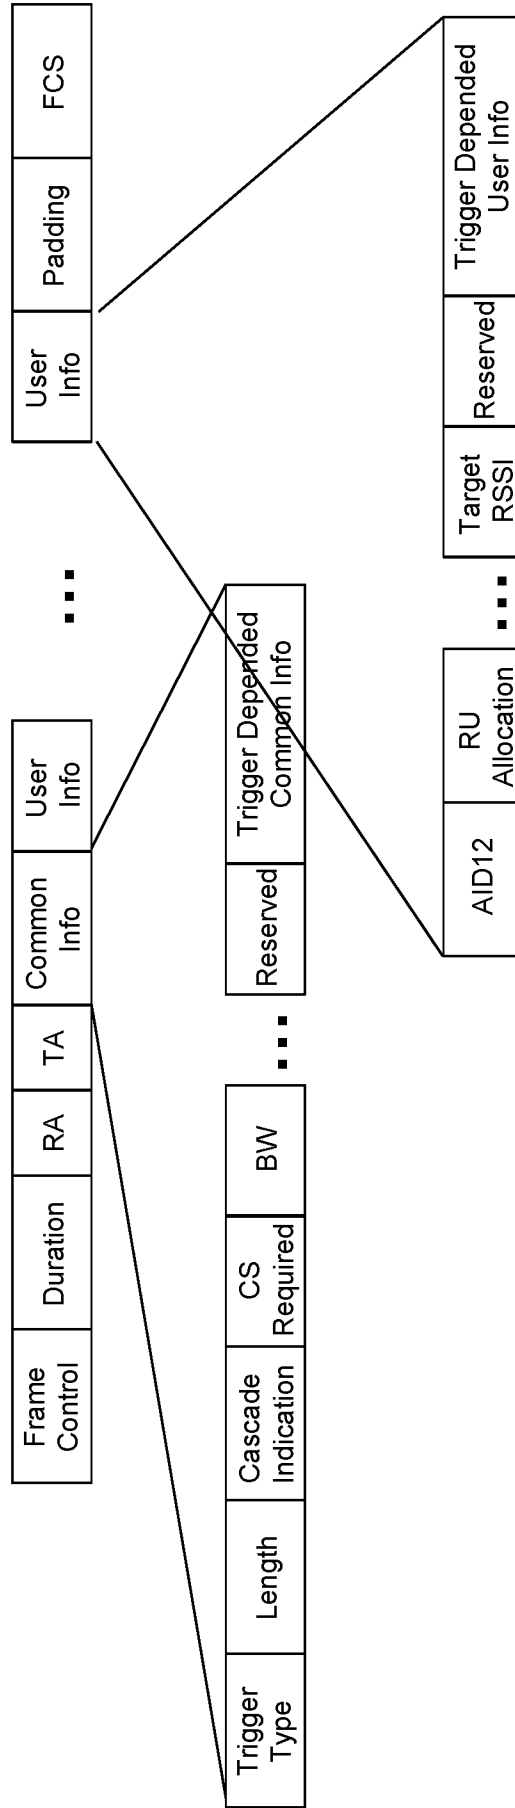 Frame
Control
Duration
RA
TA
Common
Info
User
Info
...
User
Info
Padding
FCS
Trigger
Type
Length
Cascade
Indication
CS
Required
BW
...
Reserved
Trigger Depended
Common Info
AID12
RU
Allocation
...
Target
RSSI
Reserved
Trigger Depended
User Info